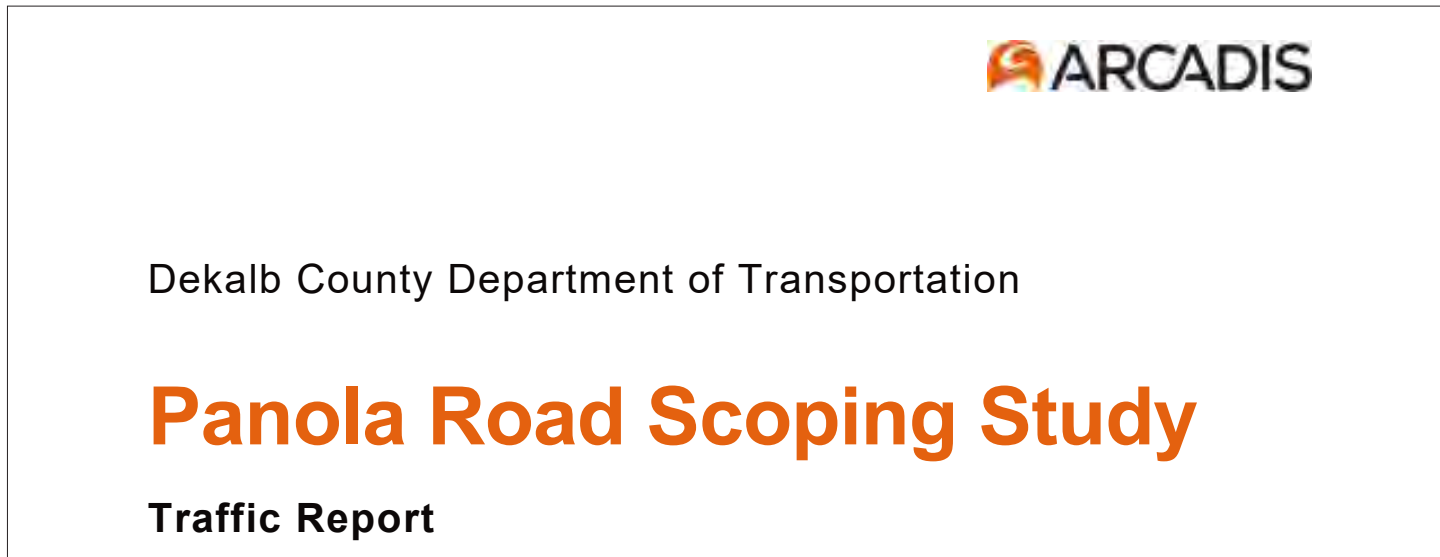 ARCADIS
Dekalb County Department of Transportation
Panola Road Scoping Study
Traffic Report